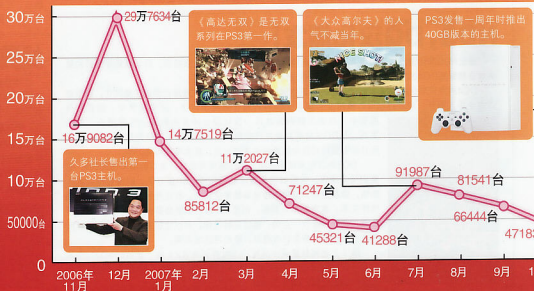 30万台
25万台
20万台
15万台
10万台
50000台
0
29万7634台
16万9082台
久多社长售出第一
台PS3主机。
14万7519台
85812台
《高达无双》是无双
系列在PS3第一作。
11万2027台
71247台
45321台
41288台
《大众高尔夫》的人
气不减当年。
NICE SHOT!
91987台
81541台
66444台
PS3发售一周年时推出
40GB版本的主机。
2006年
11月
12月
2007年
1月
2月
3月
4月
5月
6月
7月
8月
9月